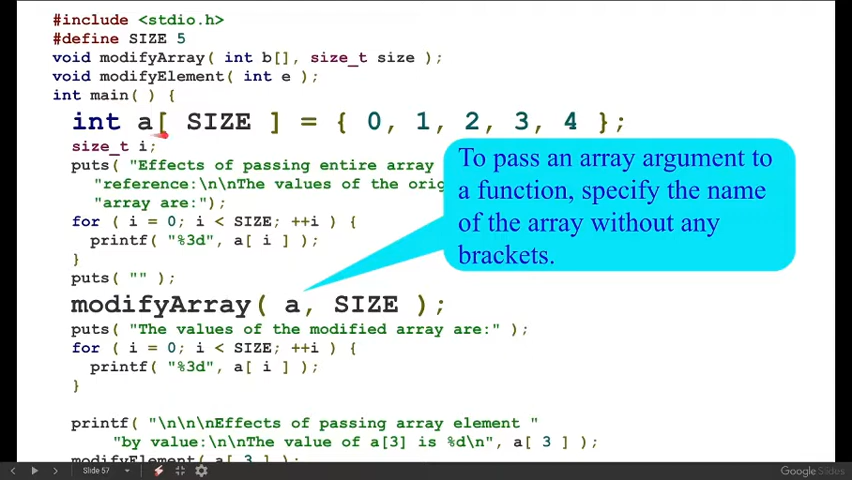 #include <stdio.h>
#define SIZE 5
void modifyArray( int b[], size_t size );
void modifyElement( int e );
int main( ) {
int a[ SIZE ] = { 0, 1, 2, 3, 4 };
size_t i;
puts( "Effects of passing entire array
"reference:\n\nThe values of the orig
"array are:");
for ( i = 0; i < SIZE; ++i ) {
printf( "%3d", a[ i ] );
}
puts( "" );
To pass an array argument to
a function, specify the name
of the array without any
brackets.
modifyArray( a, SIZE );
puts( "The values of the modified array are:" );
for ( i = 0; i < SIZE; ++i ) {
printf( "%3d", a[ i ] );
}
printf( "\n\n\nEffects of passing array element "
"by value:\n\nThe value of a[3] is %d\n", a[ 3 ] );
modifyElement( a[ 3 ] );
Slide 57
Google Slides